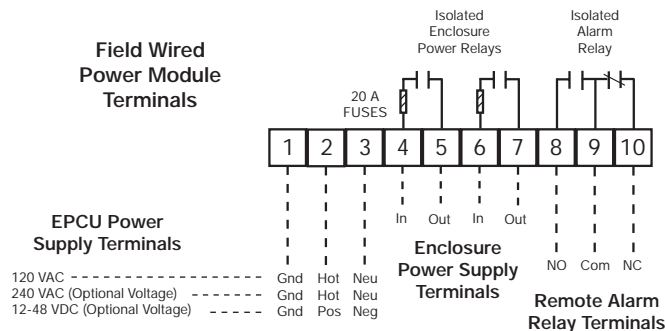 Field Wired
Power Module
Terminals
Isolated
Enclosure
Power Relays
Isolated
Alarm
Relay
20 A
FUSES
1 2 3 4 5 6 7 8 9 10
In Out In Out
NO Com NC
EPCU Power
Supply Terminals
Enclosure
Power Supply
Terminals
Remote Alarm
Relay Terminals
120 VAC Gnd Hot Neu
240 VAC (Optional Voltage) Gnd Hot Neu
12-48 VDC (Optional Voltage) Gnd Pos Neg